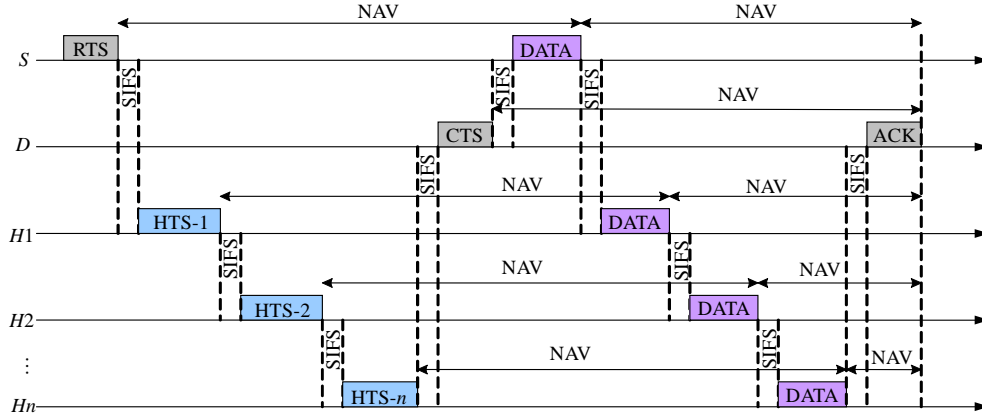 NAV NAV
RTS DATA
S
SIFS SIFS SIFS
NAV
CTS ACK
D
SIFS SIFS
NAV NAV
HTS-1 DATA
H1
SIFS SIFS
NAV NAV
HTS-2 DATA
H2
SIFS SIFS
NAV NAV
⋮
HTS-n DATA
Hn